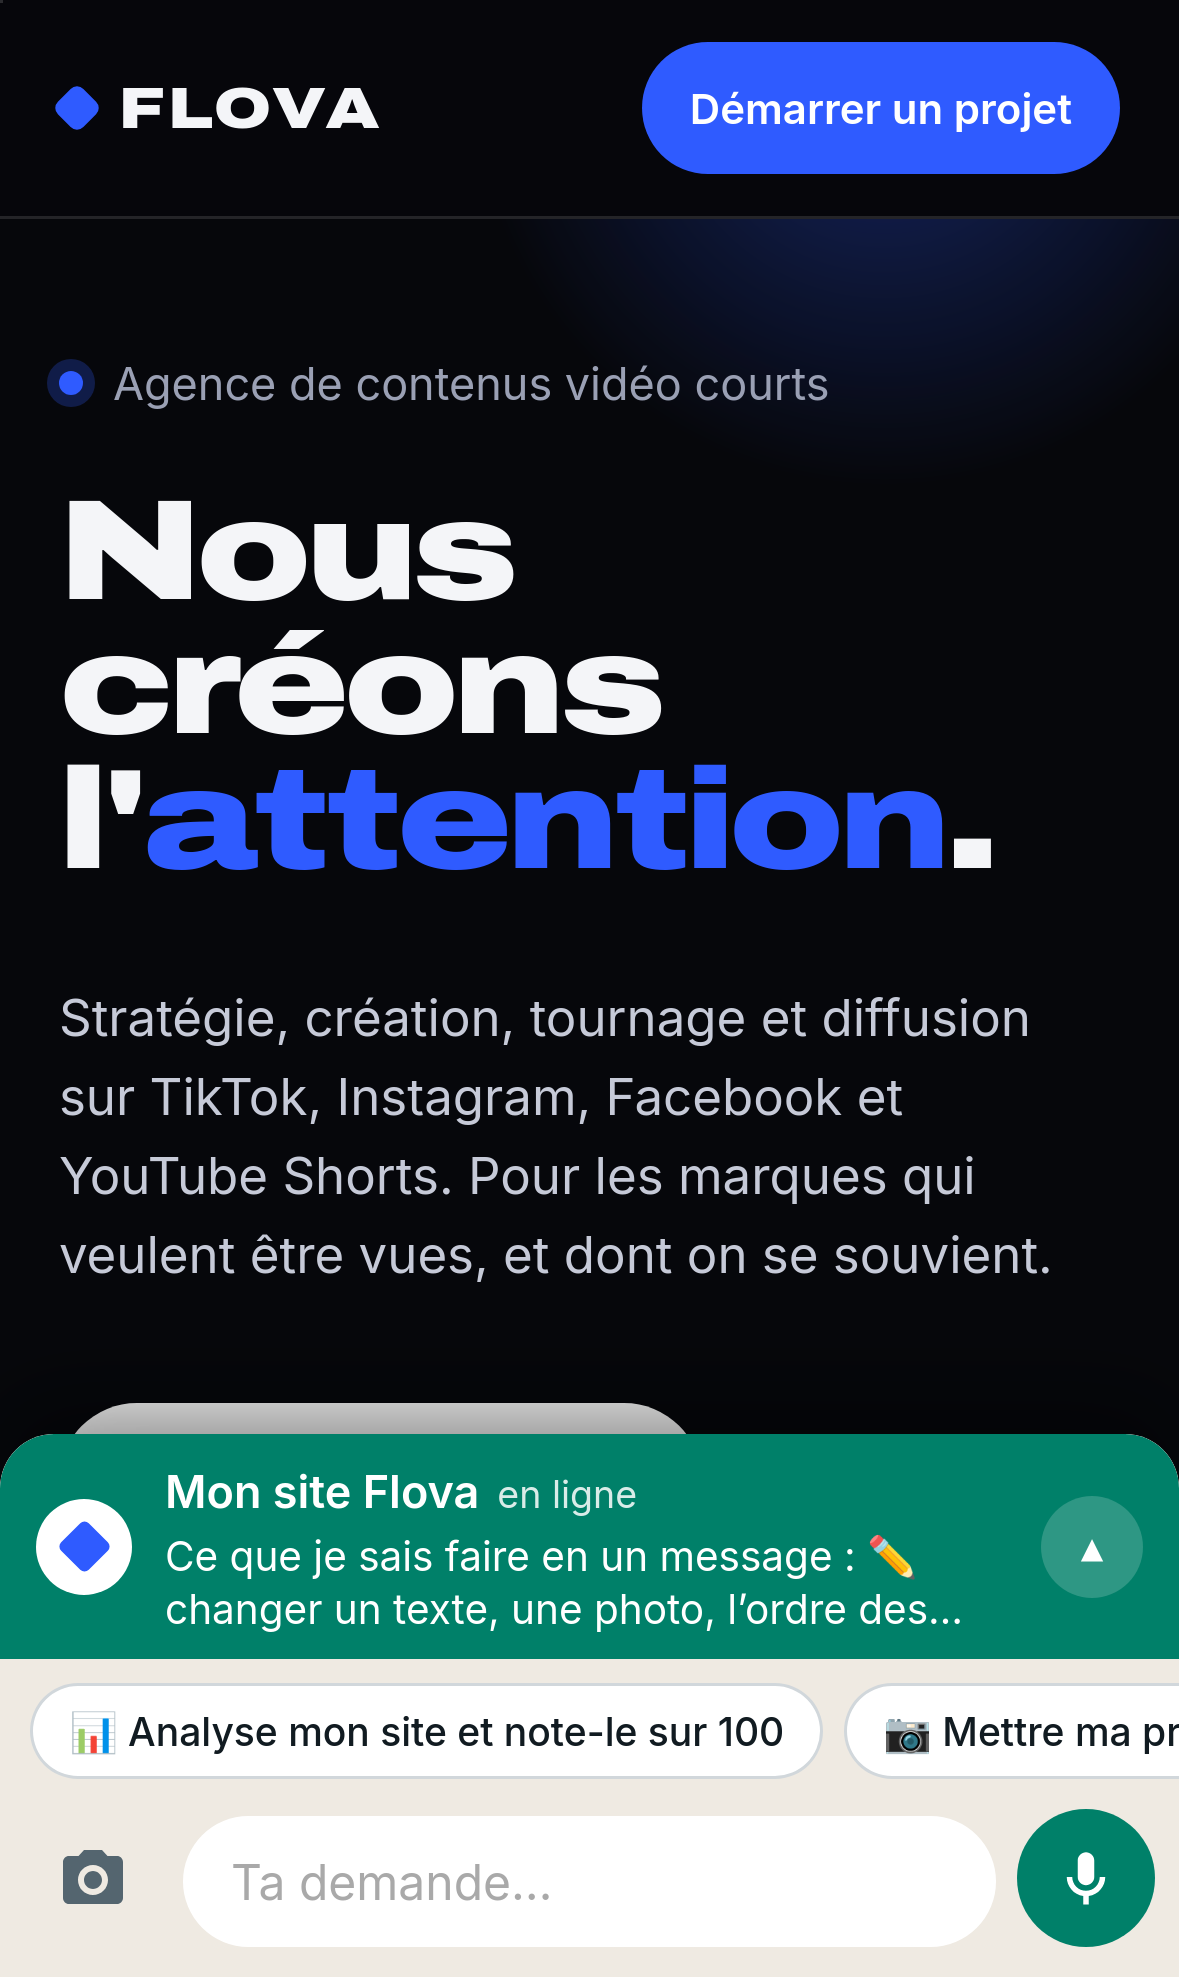 FLOVA
Démarrer un projet
Agence de contenus vidéo courts
Nous
créons
l'attention.
Stratégie, création, tournage et diffusion
sur TikTok, Instagram, Facebook et
YouTube Shorts. Pour les marques qui
veulent être vues, et dont on se souvient.
Mon site Flova en ligne
Ce que je sais faire en un message : ✏️
changer un texte, une photo, l’ordre des...
📊 Analyse mon site et note-le sur 100
📷 Mettre ma
Ta demande...